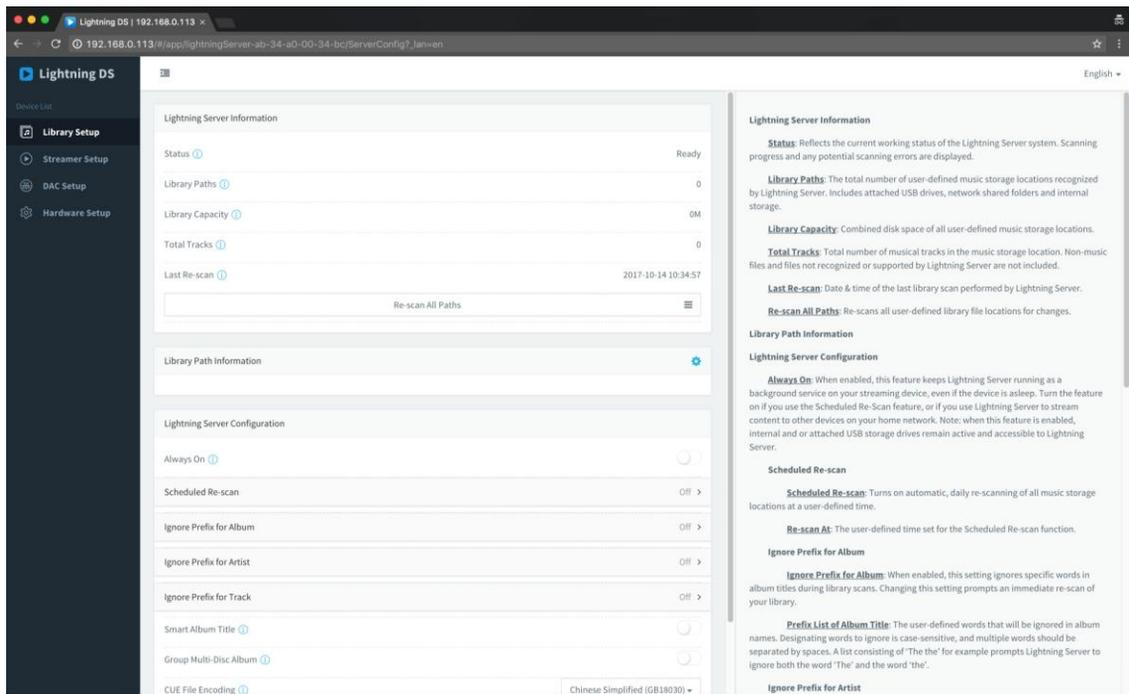 Lightning DS | 192.168.0.113
192.168.0.113/#/app/lightningServer-ab-34-a0-00-34-bc/ServerConfig?_lan=en
Lightning DS
English
Device List
Library Setup
Streamer Setup
DAC Setup
Hardware Setup
Lightning Server Information
Status
Ready
Library Paths
0
Library Capacity
0M
Total Tracks
0
Last Re-scan
2017-10-14 10:34:57
Re-scan All Paths
Library Path Information
Lightning Server Configuration
Always On
Scheduled Re-scan
Off
Ignore Prefix for Album
Off
Ignore Prefix for Artist
Off
Ignore Prefix for Track
Off
Smart Album Title
Group Multi-Disc Album
CUE File Encoding
Chinese Simplified (GB18030)
Lightning Server Information
Status: Reflects the current working status of the Lightning Server system. Scanning
progress and any potential scanning errors are displayed.
Library Paths: The total number of user-defined music storage locations recognized
by Lightning Server. Includes attached USB drives, network shared folders and internal
storage.
Library Capacity: Combined disk space of all user-defined music storage locations.
Total Tracks: Total number of musical tracks in the music storage location. Non-music
files and files not recognized or supported by Lightning Server are not included.
Last Re-scan: Date & time of the last library scan performed by Lightning Server.
Re-scan All Paths: Re-scans all user-defined library file locations for changes.
Library Path Information
Lightning Server Configuration
Always On: When enabled, this feature keeps Lightning Server running as a
background service on your streaming device, even if the device is asleep. Turn the feature
on if you use the Scheduled Re-Scan feature, or if you use Lightning Server to stream
content to other devices on your home network. Note: when this feature is enabled,
internal and or attached USB storage drives remain active and accessible to Lightning
Server.
Scheduled Re-scan
Scheduled Re-scan: Turns on automatic, daily re-scanning of all music storage
locations at a user-defined time.
Re-scan At: The user-defined time set for the Scheduled Re-scan function.
Ignore Prefix for Album
Ignore Prefix for Album: When enabled, this setting ignores specific words in
album titles during library scans. Changing this setting prompts an immediate re-scan of
your library.
Prefix List of Album Title: The user-defined words that will be ignored in album
names. Designating words to ignore is case-sensitive, and multiple words should be
separated by spaces. A list consisting of 'The the' for example prompts Lightning Server to
ignore both the word 'The' and the word 'the'.
Ignore Prefix for Artist